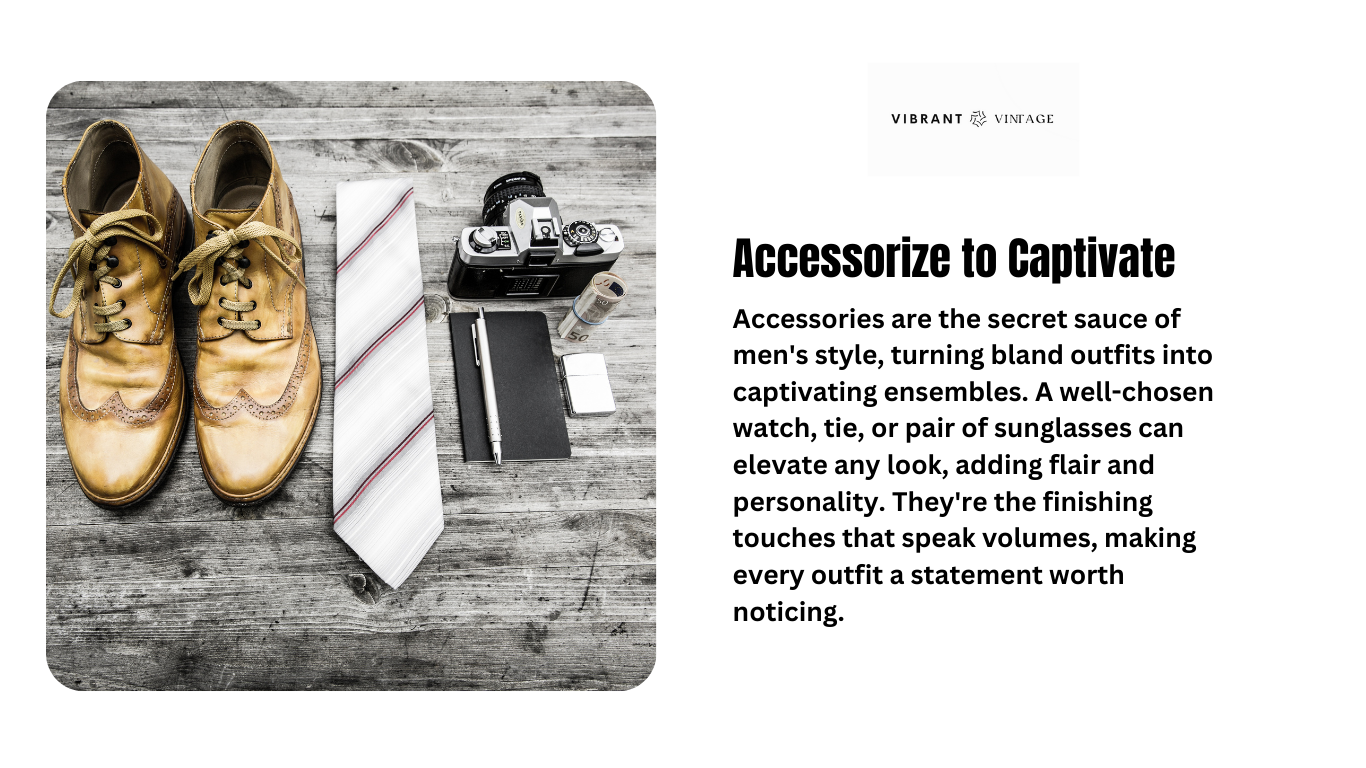 VIBRANT VINTAGE
Accessorize to Captivate
Accessories are the secret sauce of
men's style, turning bland outfits into
captivating ensembles. A well-chosen
watch, tie, or pair of sunglasses can
elevate any look, adding flair and
personality. They're the finishing
touches that speak volumes, making
every outfit a statement worth
noticing.
50
50